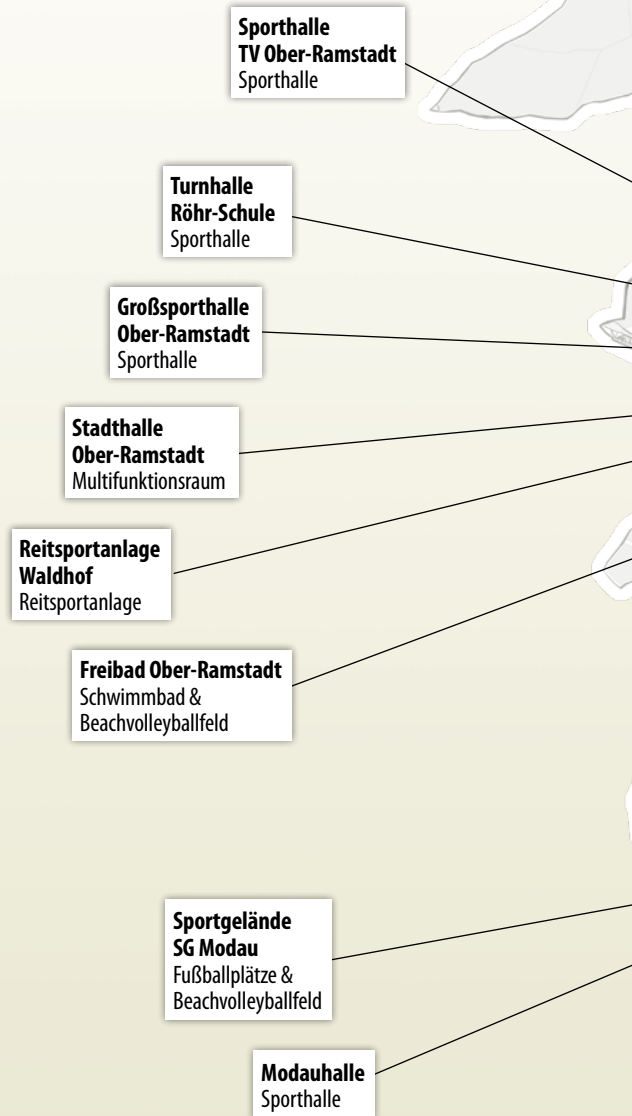 Sporthalle
TV Ober-Ramstadt
Sporthalle
Turnhalle
Röhr-Schule
Sporthalle
Großsporthalle
Ober-Ramstadt
Sporthalle
Stadthalle
Ober-Ramstadt
Multifunktionsraum
Reitsportanlage
Waldhof
Reitsportanlage
Freibad Ober-Ramstadt
Schwimmbad &
Beachvolleyballfeld
Sportgelände
SG Modau
Fußballplätze &
Beachvolleyballfeld
Modauhalle
Sporthalle